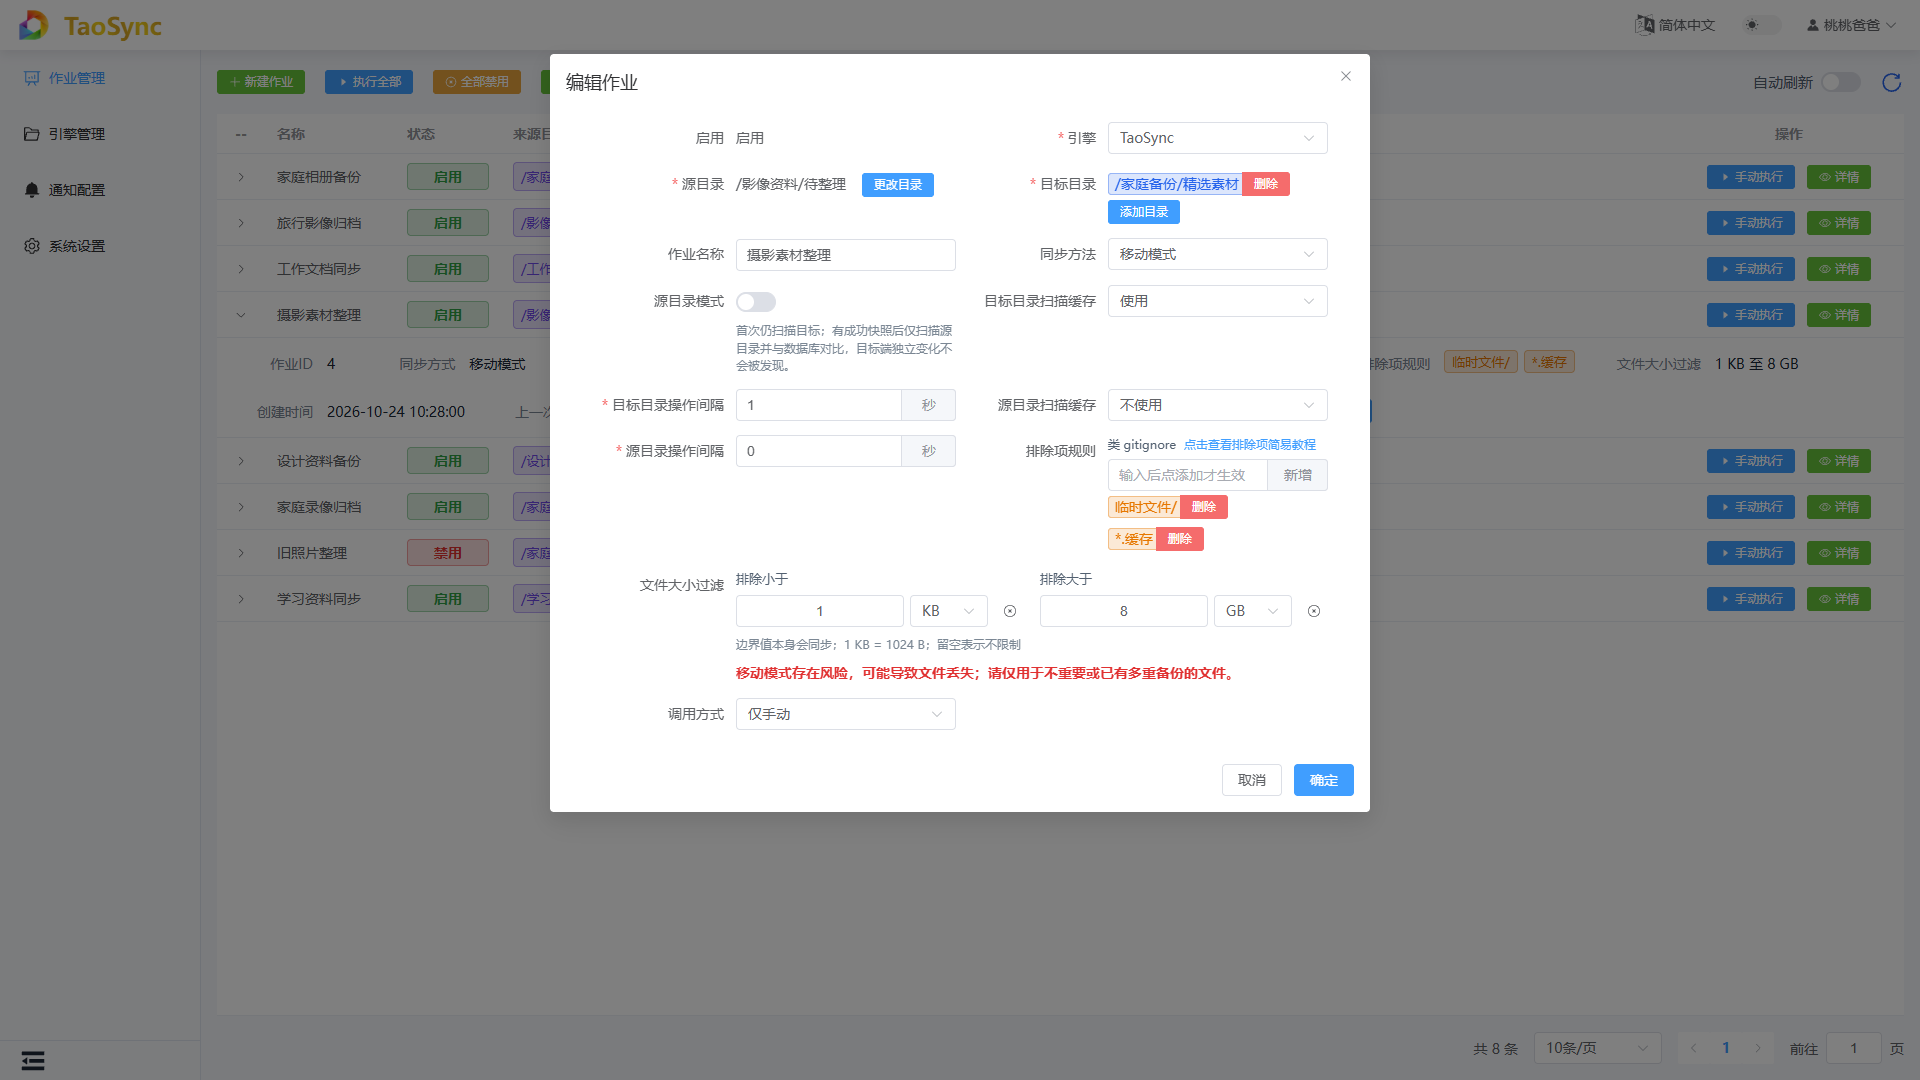 TaoSync
简体中文
桃桃爸爸
作业管理
引擎管理
通知配置
系统设置
新建作业
执行全部
全部禁用
自动刷新
-- 名称 状态 来源目 操作
家庭相册备份 启用 /家庭 手动执行 详情
旅行影像归档 启用 /影像 手动执行 详情
工作文档同步 启用 /工作 手动执行 详情
摄影素材整理 启用 /影像 手动执行 详情
作业ID 4 同步方式 移动模式 排除项规则 临时文件/ *.缓存 文件大小过滤 1 KB 至 8 GB
创建时间 2026-10-24 10:28:00 上一次
设计资料备份 启用 /设计 手动执行 详情
家庭录像归档 启用 /家庭 手动执行 详情
旧照片整理 禁用 /家庭 手动执行 详情
学习资料同步 启用 /学习 手动执行 详情
共 8 条 10条/页 1 前往 1 页
编辑作业
启用 启用 * 引擎 TaoSync
* 源目录 /影像资料/待整理 更改目录 * 目标目录 /家庭备份/精选素材 删除
添加目录
作业名称 摄影素材整理 同步方法 移动模式
源目录模式 目标目录扫描缓存 使用
首次仍扫描目标；有成功快照后仅扫描源
目录并与数据库对比，目标端独立变化不
会被发现。
* 目标目录操作间隔 1 秒 源目录扫描缓存 不使用
* 源目录操作间隔 0 秒 排除项规则 类 gitignore 点击查看排除项简易教程
输入后点添加才生效 新增
临时文件/ 删除
*.缓存 删除
文件大小过滤 排除小于 排除大于
1 KB 8 GB
边界值本身会同步；1 KB = 1024 B；留空表示不限制
移动模式存在风险，可能导致文件丢失；请仅用于不重要或已有多重备份的文件。
调用方式 仅手动
取消 确定